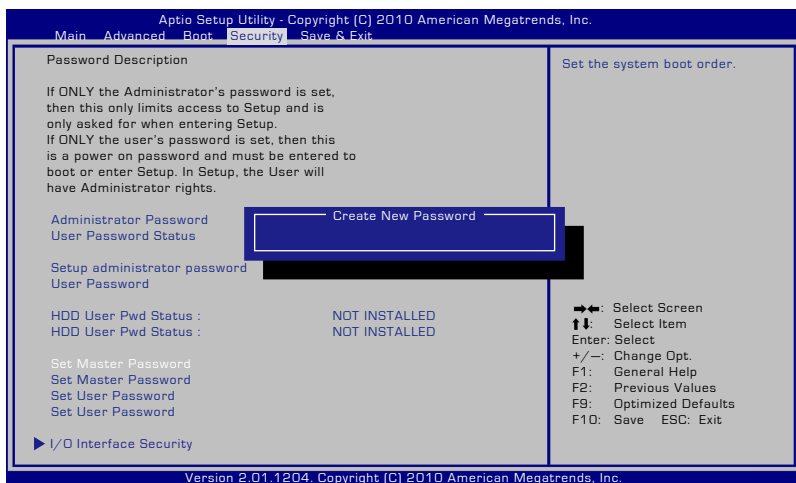 Aptio Setup Utility - Copyright (C) 2010 American Megatrends, Inc.
Main Advanced Boot Security Save & Exit
Password Description
If ONLY the Administrator's password is set,
then this only limits access to Setup and is
only asked for when entering Setup.
If ONLY the user's password is set, then this
is a power on password and must be entered to
boot or enter Setup. In Setup, the User will
have Administrator rights.
Administrator Password
User Password Status
Create New Password
Setup administrator password
User Password
HDD User Pwd Status : NOT INSTALLED
HDD User Pwd Status : NOT INSTALLED
Set Master Password
Set Master Password
Set User Password
Set User Password
I/O Interface Security
Set the system boot order.
→←: Select Screen
↑↓: Select Item
Enter: Select
+/—: Change Opt.
F1: General Help
F2: Previous Values
F9: Optimized Defaults
F10: Save ESC: Exit
Version 2.01.1204. Copyright (C) 2010 American Megatrends, Inc.